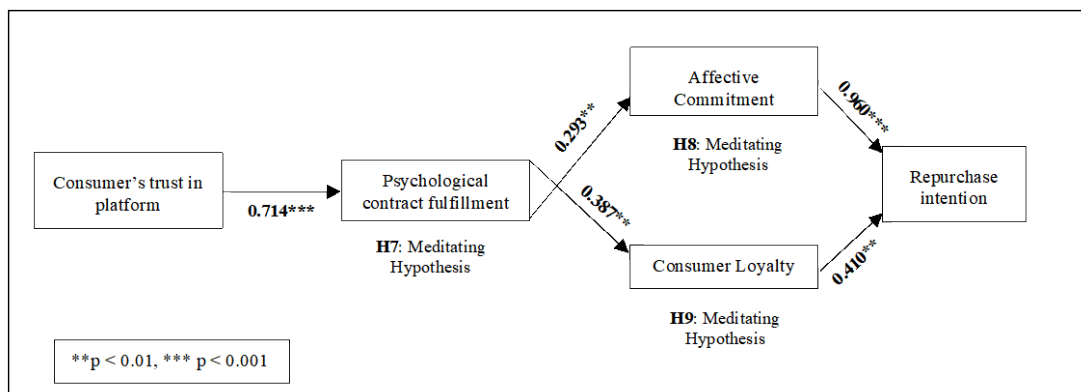 Consumer's trust in
platform
0.714***
Psychological
contract fulfillment
H7: Meditating
Hypothesis
0.293**
0.387**
Affective
Commitment
H8: Meditating
Hypothesis
Consumer Loyalty
H9: Meditating
Hypothesis
0.960***
0.410**
Repurchase
intention
**p < 0.01, *** p < 0.001